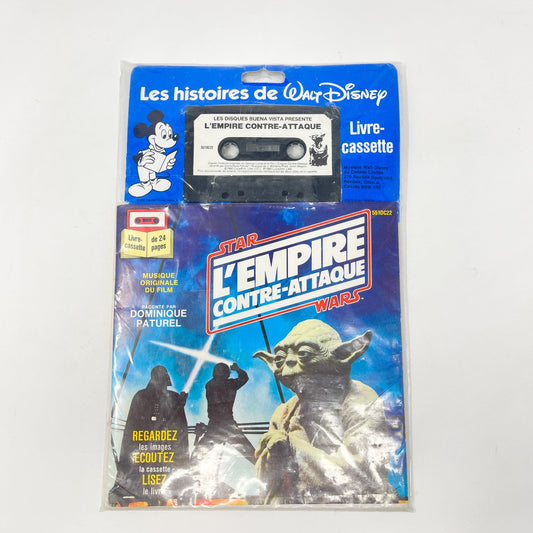 Les histoires de Walt Disney
Livre-
cassette
LES DISQUES BUENA VISTA PRESENTE
L'EMPIRE CONTRE-ATTAQUE
Livre-
cassette
de 24
pages
5510C22
STAR
L'EMPIRE
CONTRE-ATTAQUE
WARS
MUSIQUE
ORIGINALE
DU FILM
RACONTÉ PAR
DOMINIQUE
PATUREL
REGARDEZ
les images
ÉCOUTEZ
la cassette
LISEZ
le livre